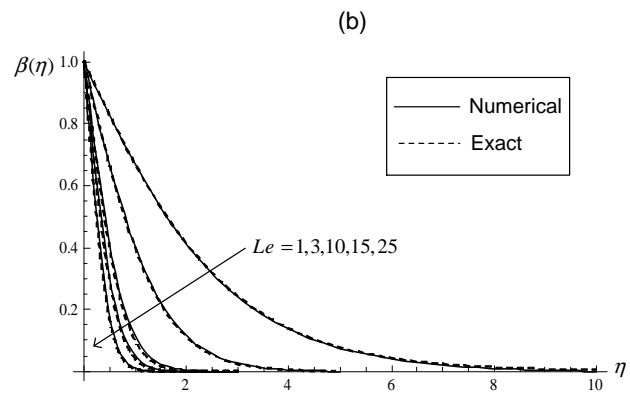 (b)
β(η)
1.0
0.8
0.6
0.4
0.2
Numerical
Exact
Le = 1,3,10,15,25
2
4
6
8
10
η